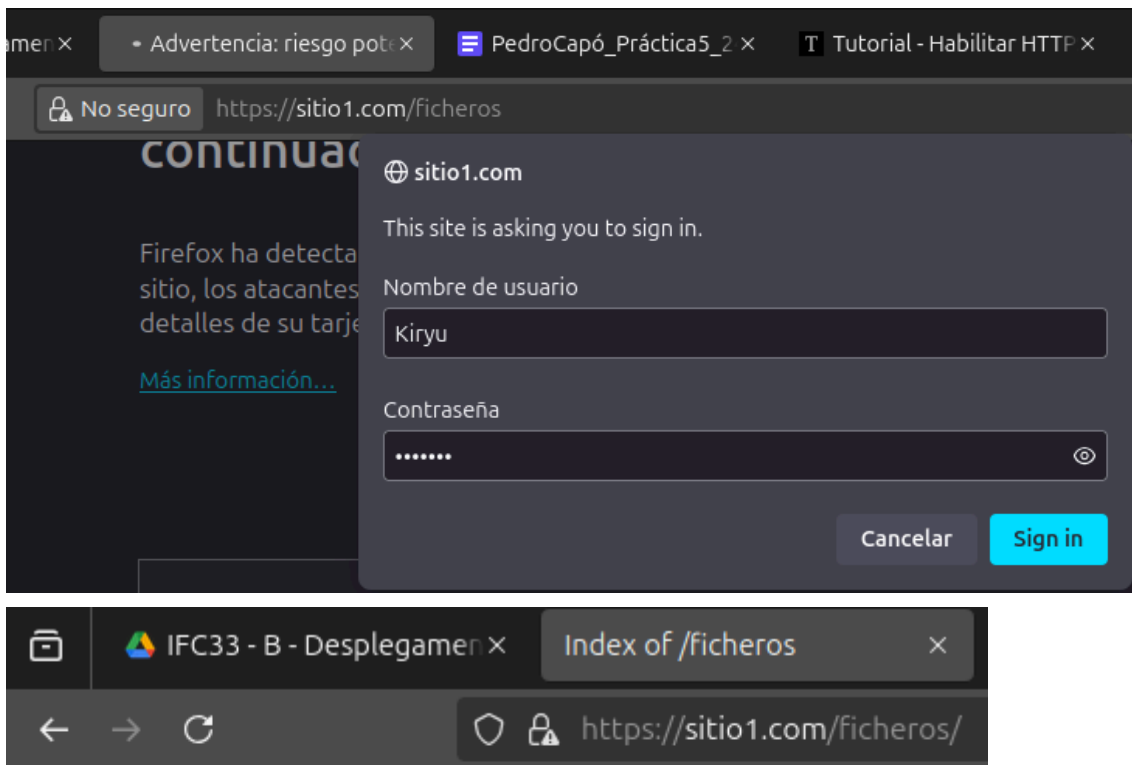 amen
Advertencia: riesgo pote
PedroCapó_Práctica5_2
Tutorial - Habilitar HTTP
No seguro https://sitio1.com/ficheros
continuac
sitio1.com
This site is asking you to sign in.
Firefox ha detecta
Nombre de usuario
sitio, los atacantes
Kiryu
detalles de su tarje
Más información...
Contraseña
•••••••
Cancelar
Sign in
IFC33 - B - Desplegamen
Index of /ficheros
https://sitio1.com/ficheros/